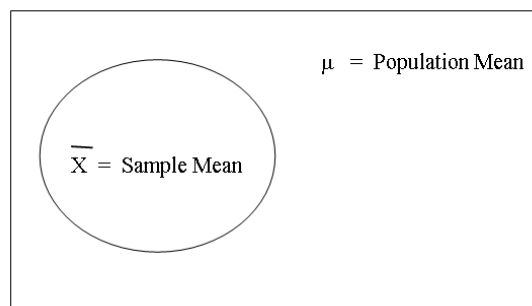 μ = Population Mean
X̅ = Sample Mean